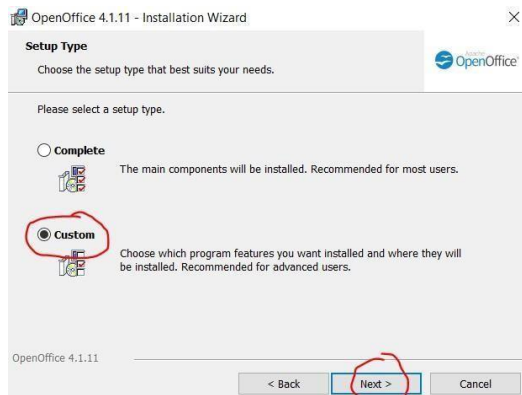 OpenOffice 4.1.11 - Installation Wizard
Setup Type
Choose the setup type that best suits your needs.
Apache
OpenOffice
Please select a setup type.
Complete
The main components will be installed. Recommended for most users.
Custom
Choose which program features you want installed and where they will
be installed. Recommended for advanced users.
OpenOffice 4.1.11
< Back Next > Cancel